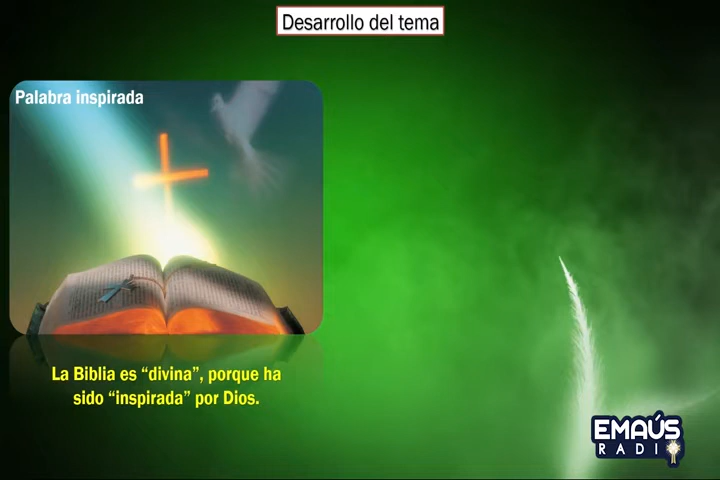 Desarrollo del tema
Palabra inspirada
La Biblia es “divina”, porque ha
sido “inspirada” por Dios.
EMAÚS
RADIO